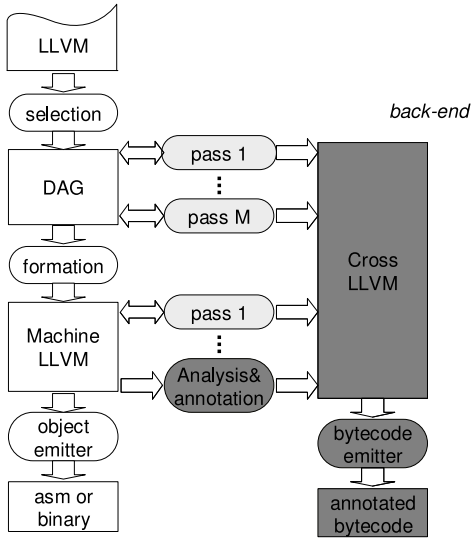 LLVM
selection
back-end
DAG
pass 1
pass M
formation
Cross
LLVM
Machine
LLVM
pass 1
Analysis&
annotation
object
emitter
bytecode
emitter
asm or
binary
annotated
bytecode